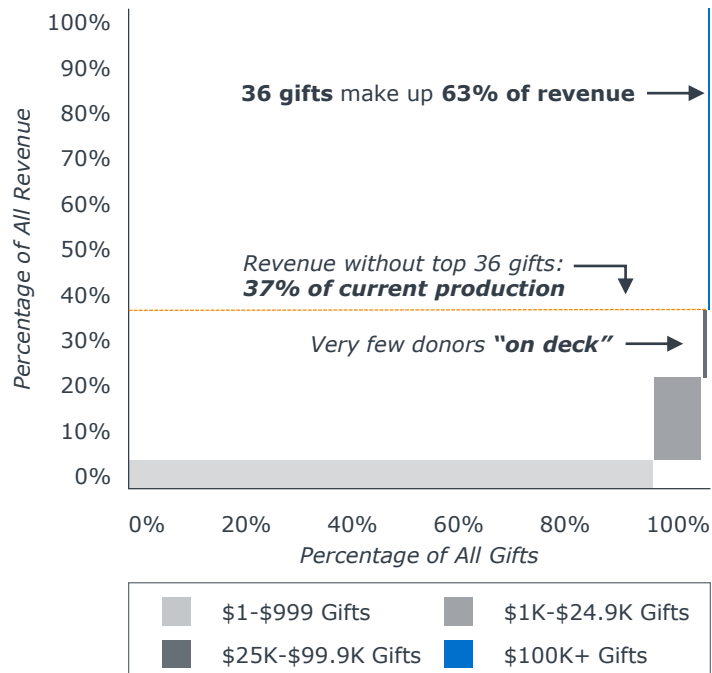 100%
90%
80%
70%
60%
50%
40%
30%
20%
10%
0%
Percentage of All Revenue
36 gifts make up 63% of revenue
Revenue without top 36 gifts:
37% of current production
Very few donors “on deck”
0% 20% 40% 60% 80% 100%
Percentage of All Gifts
$1-$999 Gifts $1K-$24.9K Gifts
$25K-$99.9K Gifts $100K+ Gifts